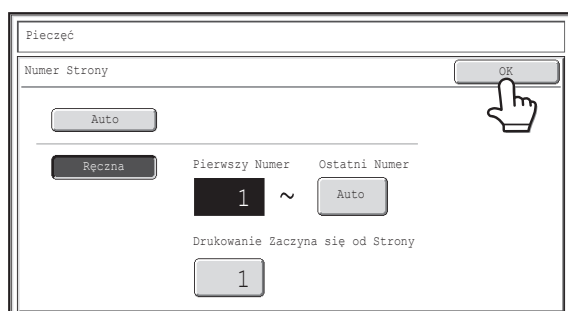 Pieczęć
Numer Strony OK
Auto
Ręczna Pierwszy Numer Ostatni Numer
1 ~ Auto
Drukowanie Zaczyna się od Strony
1